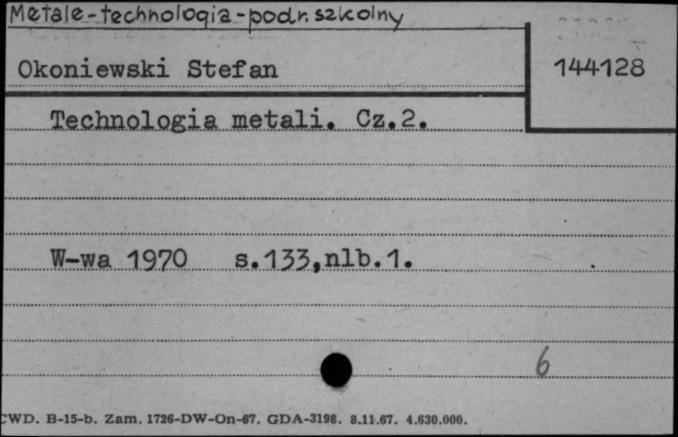 Metale-technologia-podr. szkolny
Okoniewski Stefan
144128
Technologia metali. Cz.2.
W-wa 1970 s.133,nlb.1.
6
CWD. B-15-b. Zam. 1726-DW-On-67. GDA-3198. 8.11.67. 4.630.000.